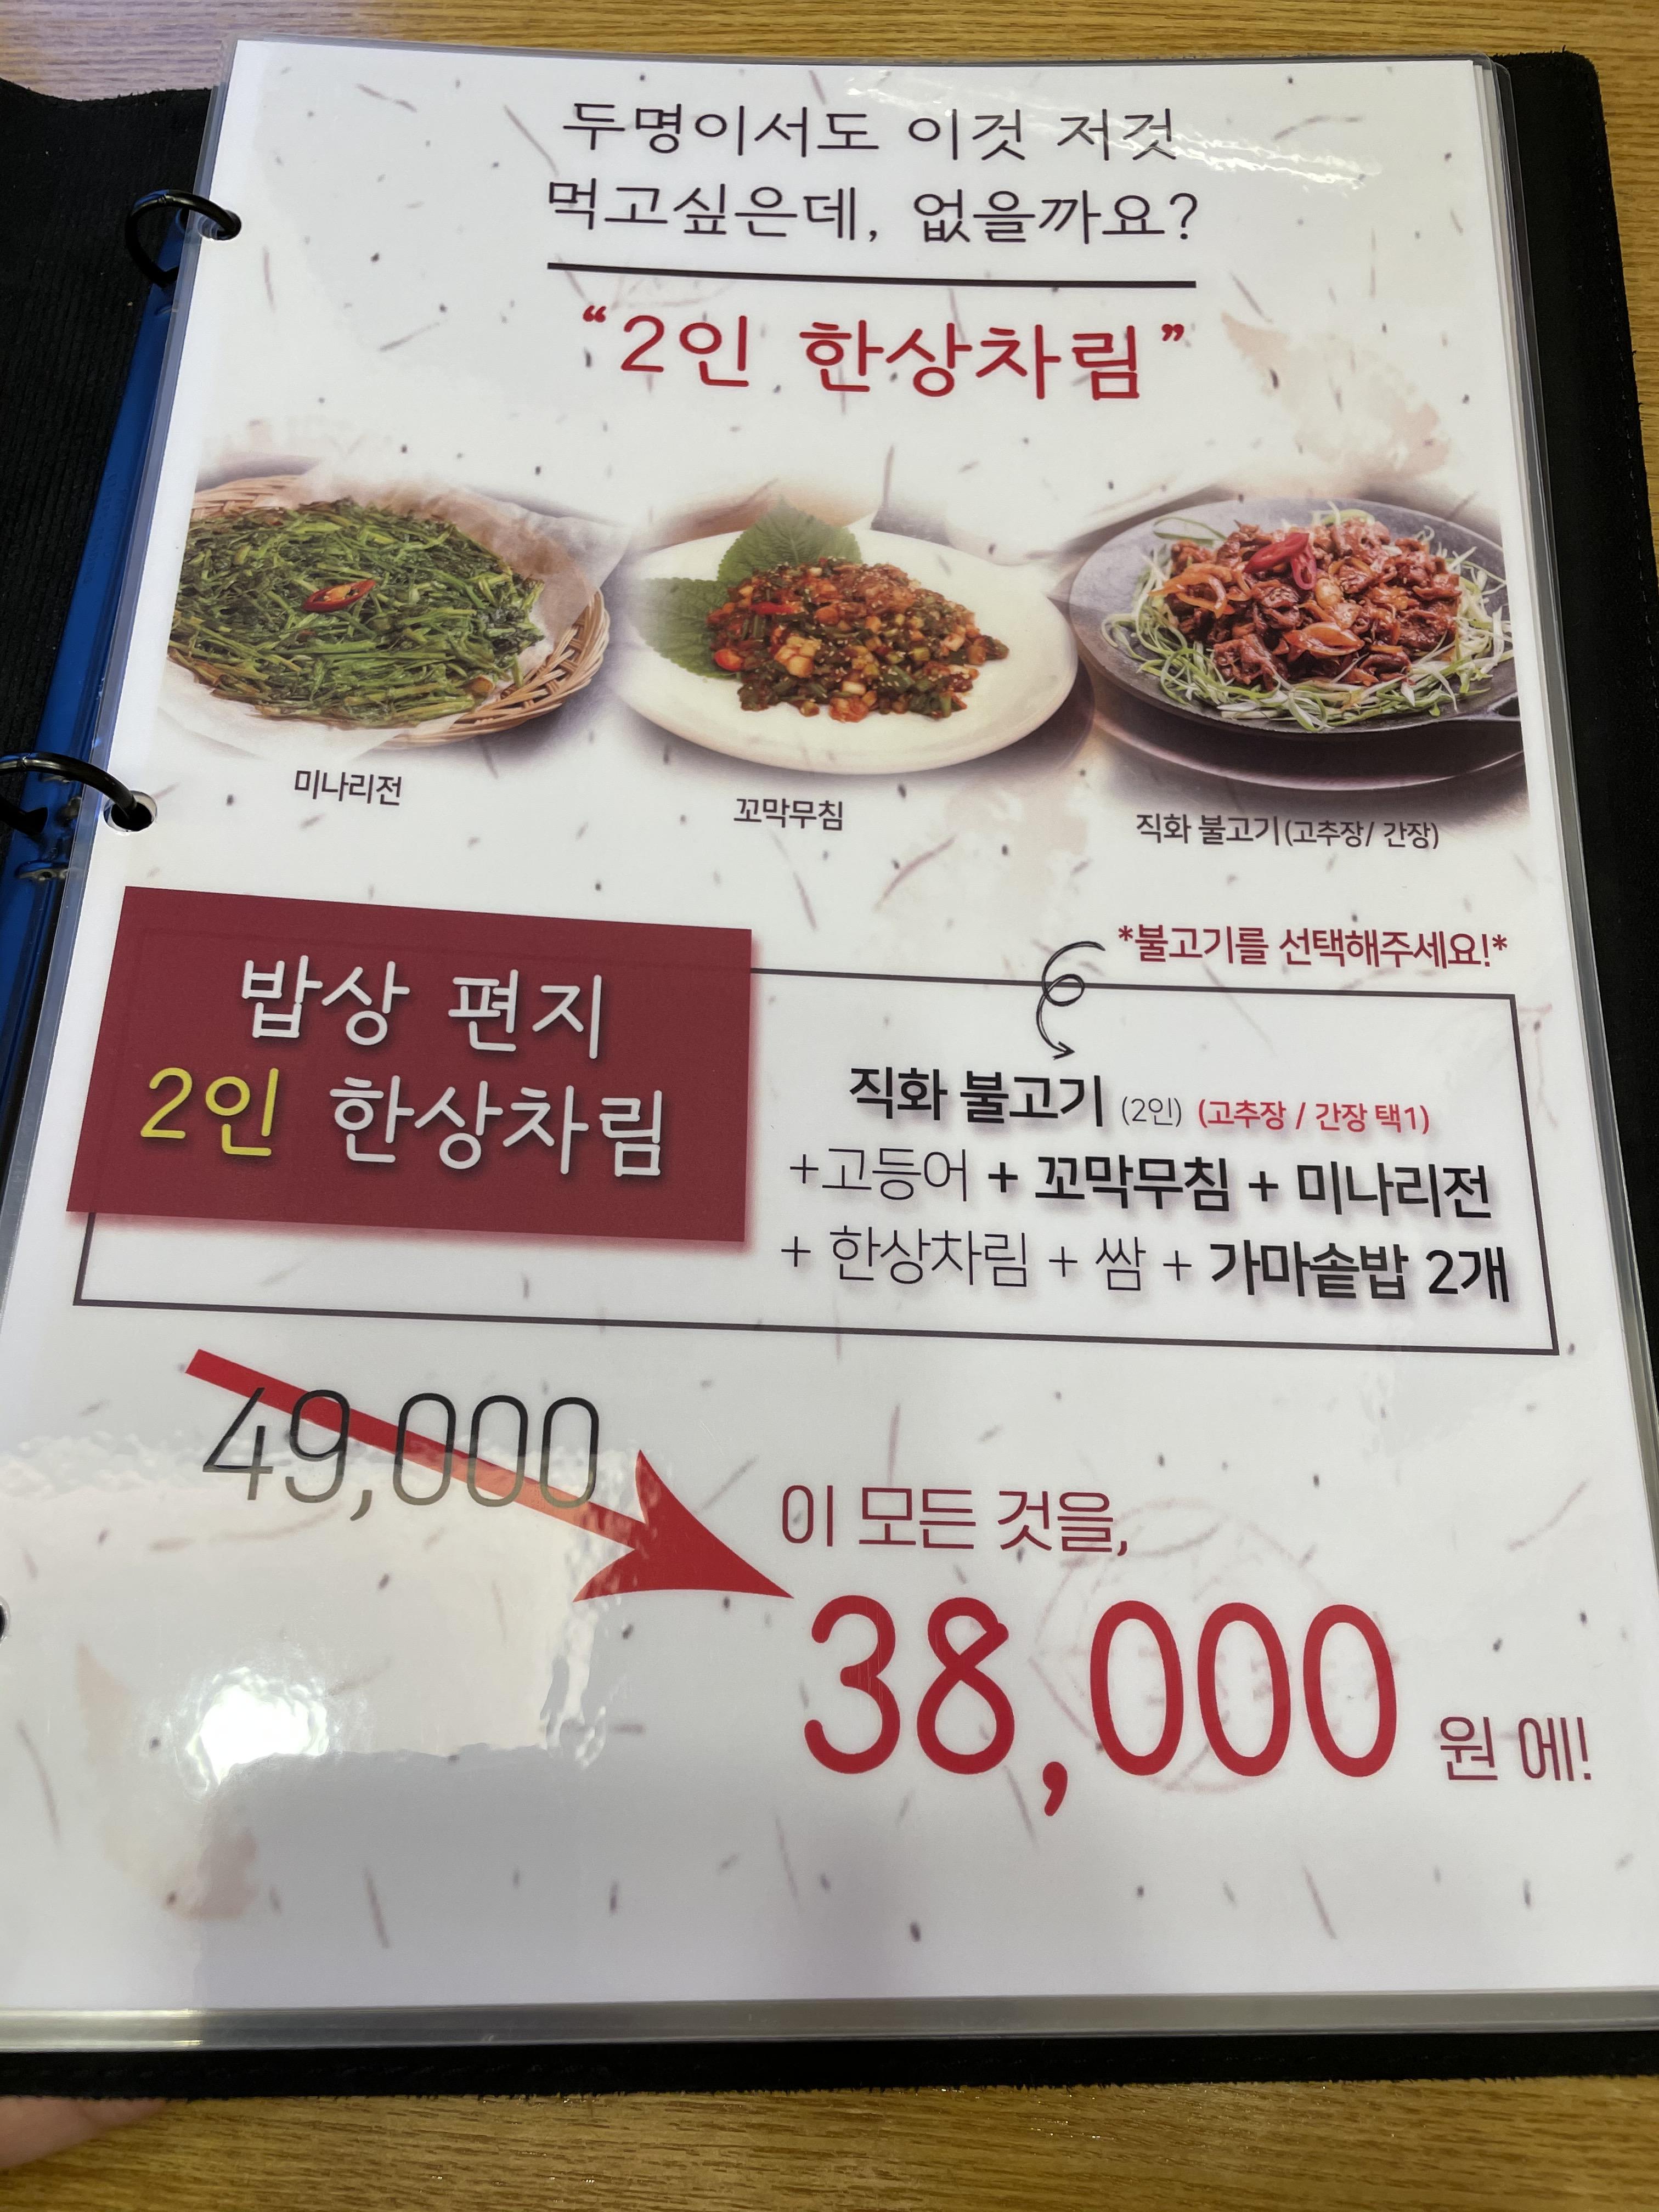 두명이서도 이것 저것
먹고싶은데, 없을까요?
“2인 한상차림”
미나리전
꼬막무침
직화 불고기(고추장/ 간장)
*불고기를 선택해주세요!*
밥상 편지
2인 한상차림
직화 불고기 (2인) (고추장 / 간장 택1)
+고등어 + 꼬막무침 + 미나리전
+ 한상차림 + 쌈 + 가마솥밥 2개
49,000
이 모든 것을,
38,000 원 에!